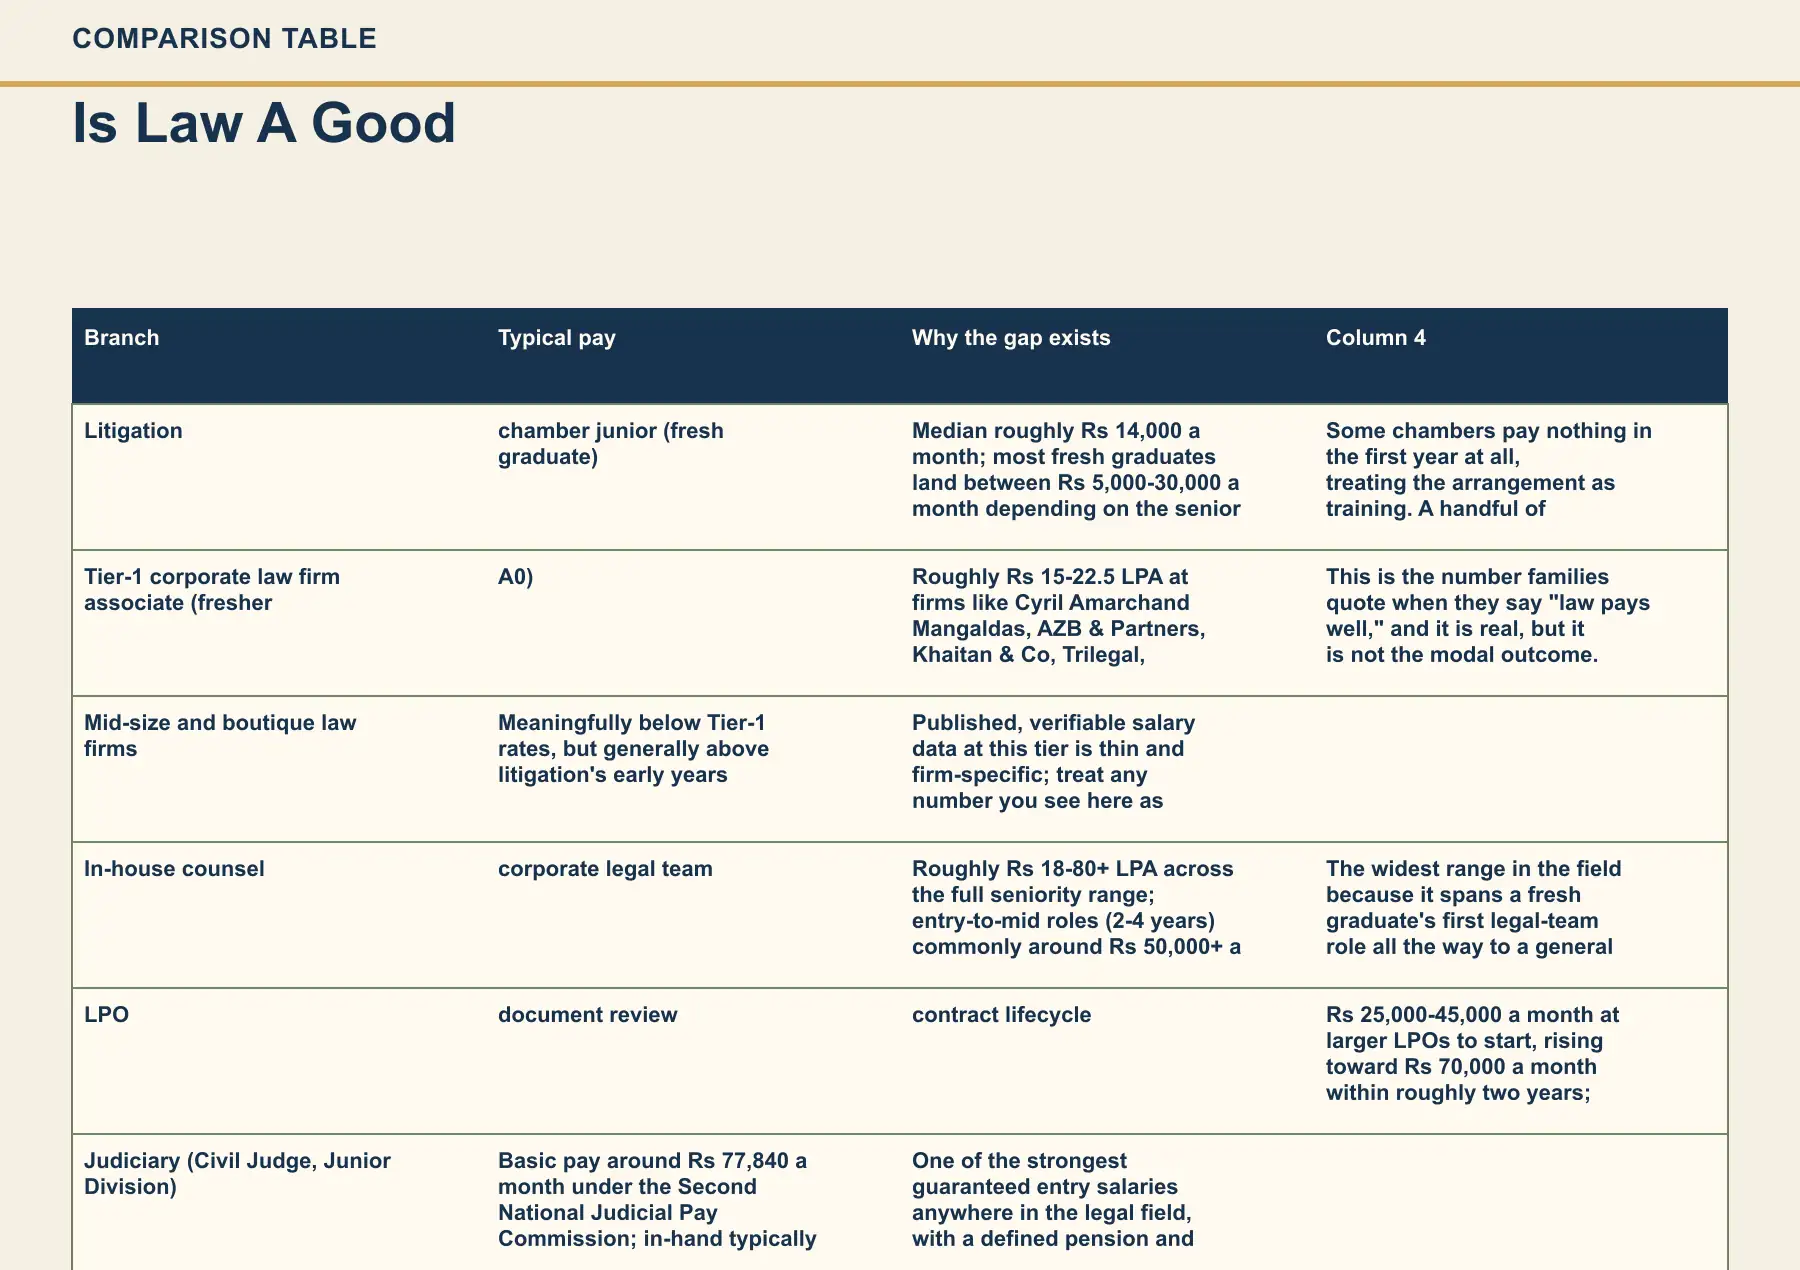 COMPARISON TABLE
Is Law A Good
Branch
Typical pay
Why the gap exists
Column 4
Litigation
chamber junior (fresh
graduate)
Median roughly Rs 14,000 a
month; most fresh graduates
land between Rs 5,000-30,000 a
month depending on the senior
Some chambers pay nothing in
the first year at all,
treating the arrangement as
training. A handful of
Tier-1 corporate law firm
associate (fresher
A0)
Roughly Rs 15-22.5 LPA at
firms like Cyril Amarchand
Mangaldas, AZB & Partners,
Khaitan & Co, Trilegal,
This is the number families
quote when they say "law pays
well," and it is real, but it
is not the modal outcome.
Mid-size and boutique law
firms
Meaningfully below Tier-1
rates, but generally above
litigation's early years
Published, verifiable salary
data at this tier is thin and
firm-specific; treat any
number you see here as
In-house counsel
corporate legal team
Roughly Rs 18-80+ LPA across
the full seniority range;
entry-to-mid roles (2-4 years)
commonly around Rs 50,000+ a
The widest range in the field
because it spans a fresh
graduate's first legal-team
role all the way to a general
LPO
document review
contract lifecycle
Rs 25,000-45,000 a month at
larger LPOs to start, rising
toward Rs 70,000 a month
within roughly two years;
Judiciary (Civil Judge, Junior
Division)
Basic pay around Rs 77,840 a
month under the Second
National Judicial Pay
Commission; in-hand typically
One of the strongest
guaranteed entry salaries
anywhere in the legal field,
with a defined pension and